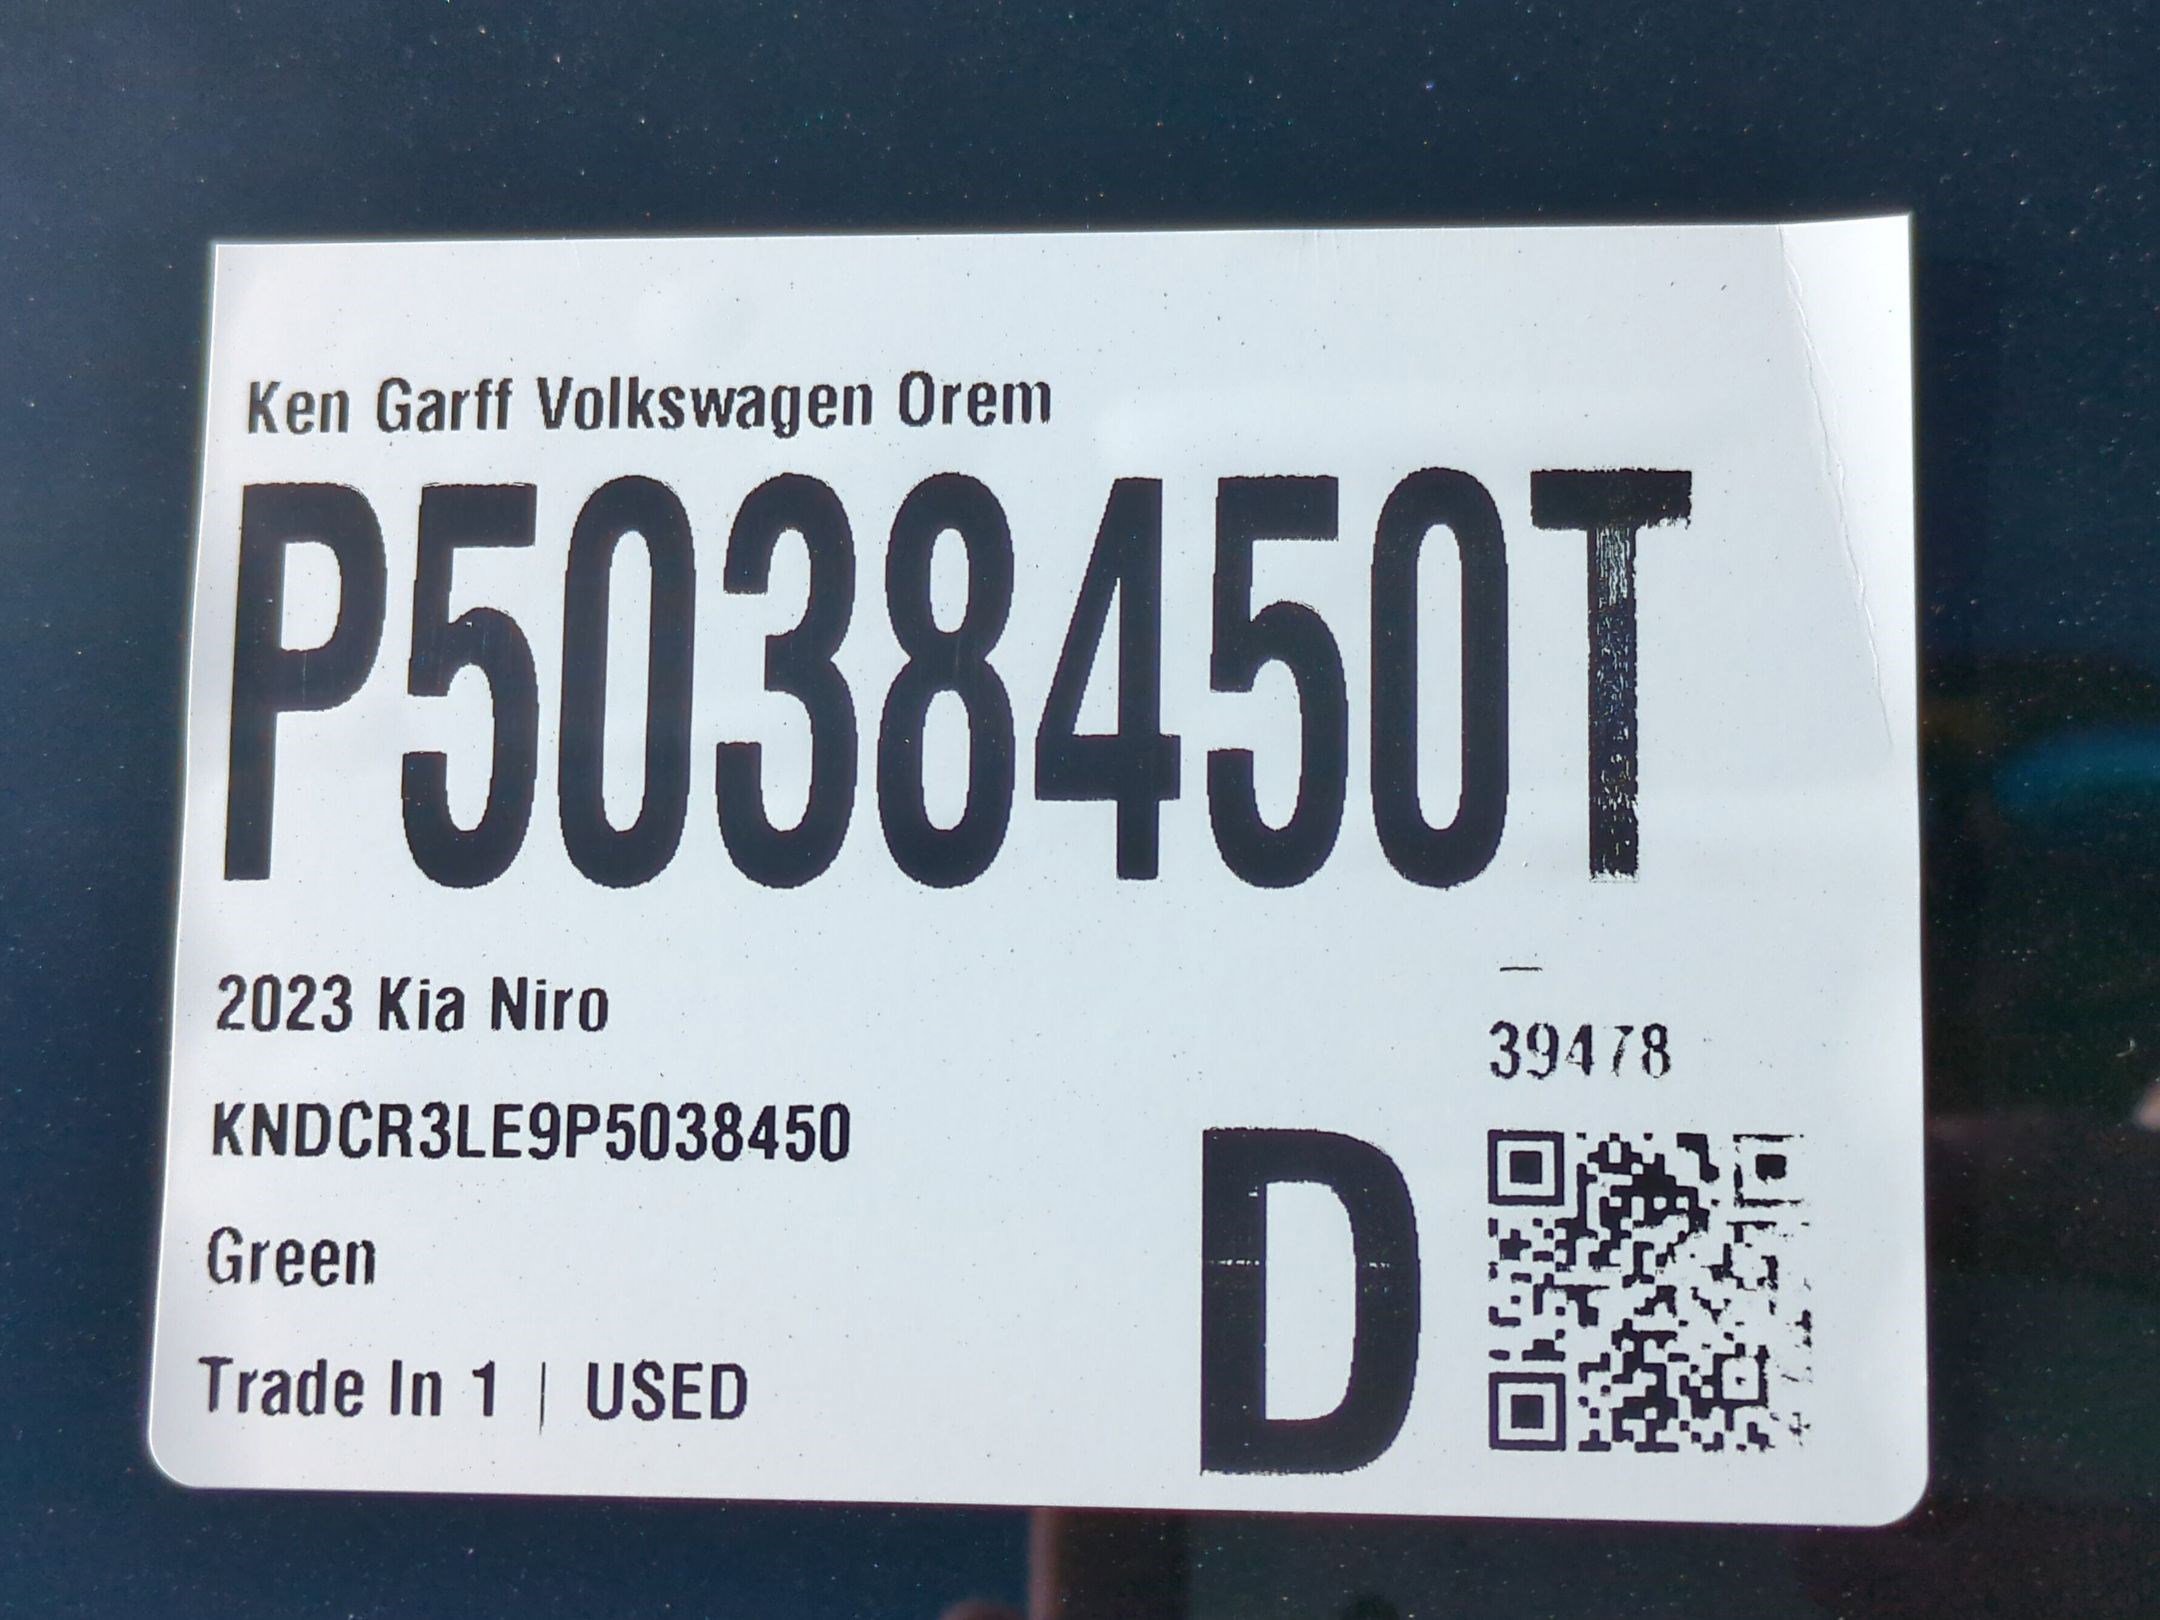 Ken Garff Volkswagen Orem
P5038450T
2023 Kia Niro
39478
KNDCR3LE9P5038450
Green
D
Trade In 1 | USED